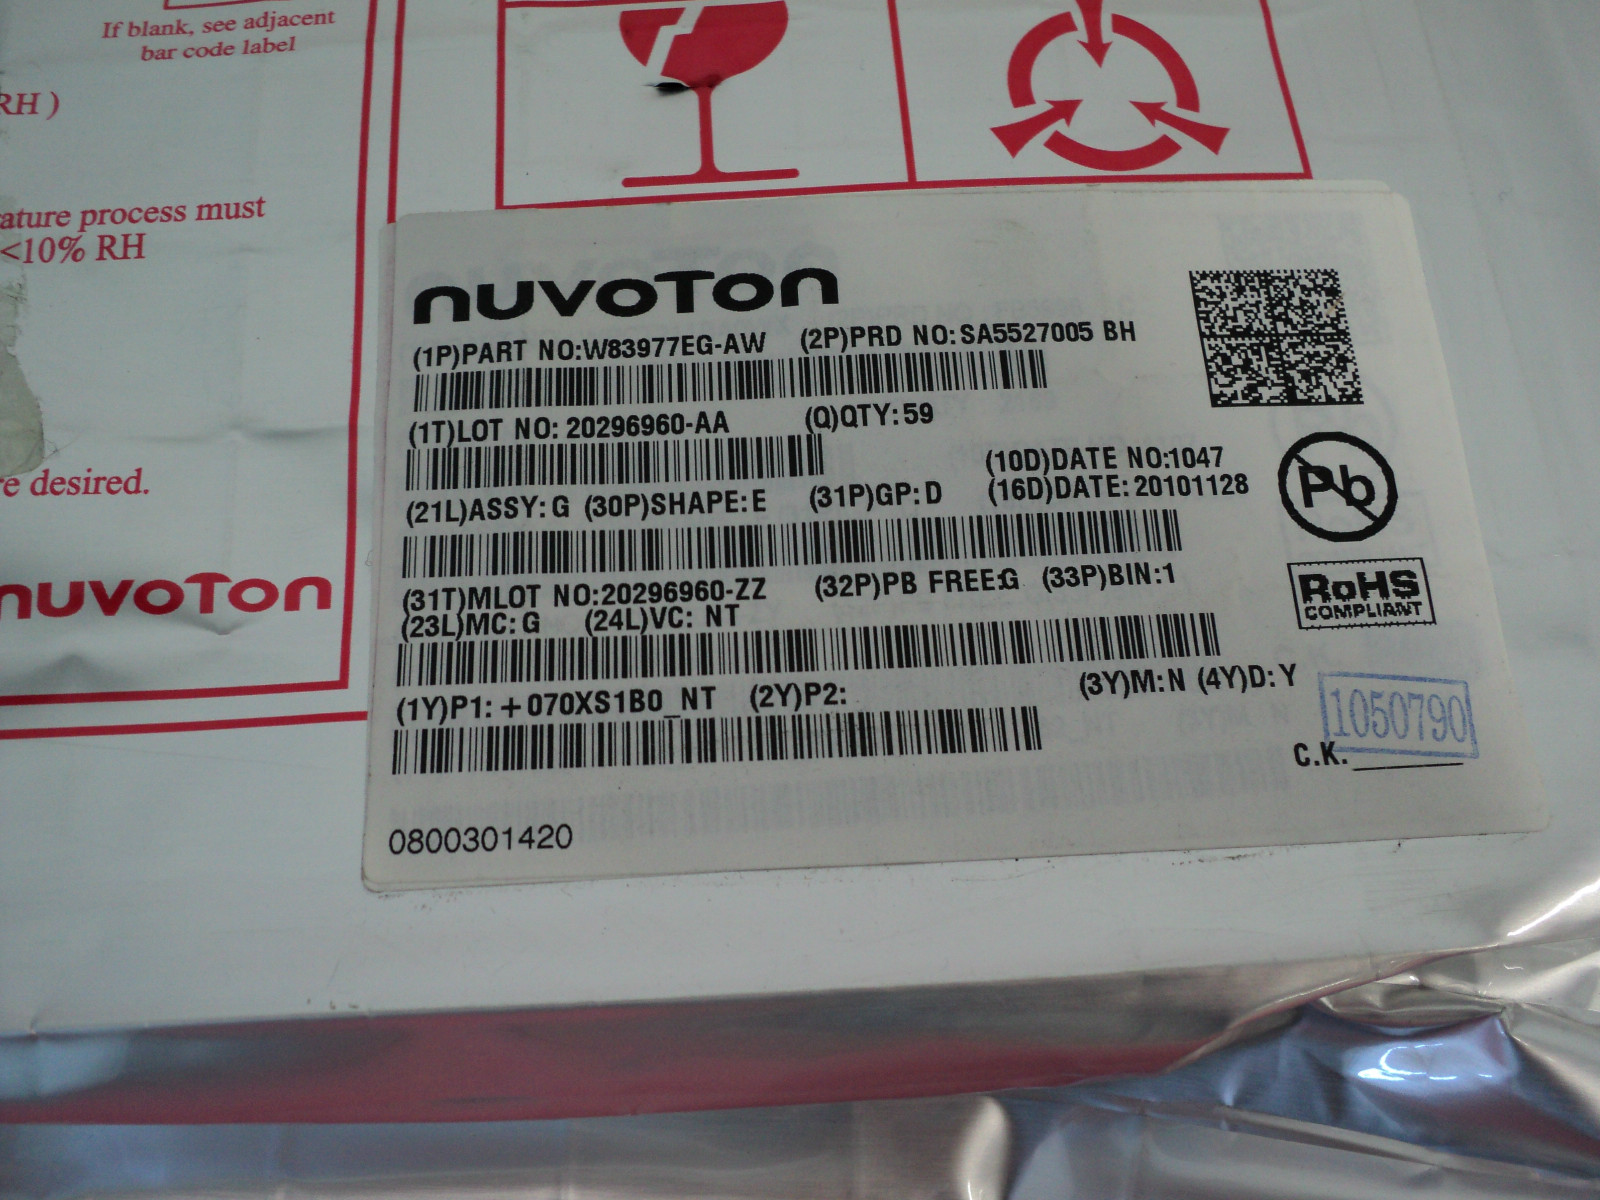 If blank, see adjacent
bar code label
RH )
ature process must
<10% RH
e desired.
nuvoton
nuvoton
(1P)PART NO:W83977EG-AW (2P)PRD NO:SA5527005 BH
(1T)LOT NO: 20296960-AA (Q)QTY:59
(10D)DATE NO:1047
(21L)ASSY:G (30P)SHAPE:E (31P)GP:D (16D)DATE:20101128
Pb
(31T)MLOT NO:20296960-ZZ (32P)PB FREE:G (33P)BIN:1
(23L)MC:G (24L)VC: NT
RoHS
COMPLIANT
(1Y)P1:+070XS1B0_NT (2Y)P2: (3Y)M:N (4Y)D:Y
1050790
C.K.
0800301420